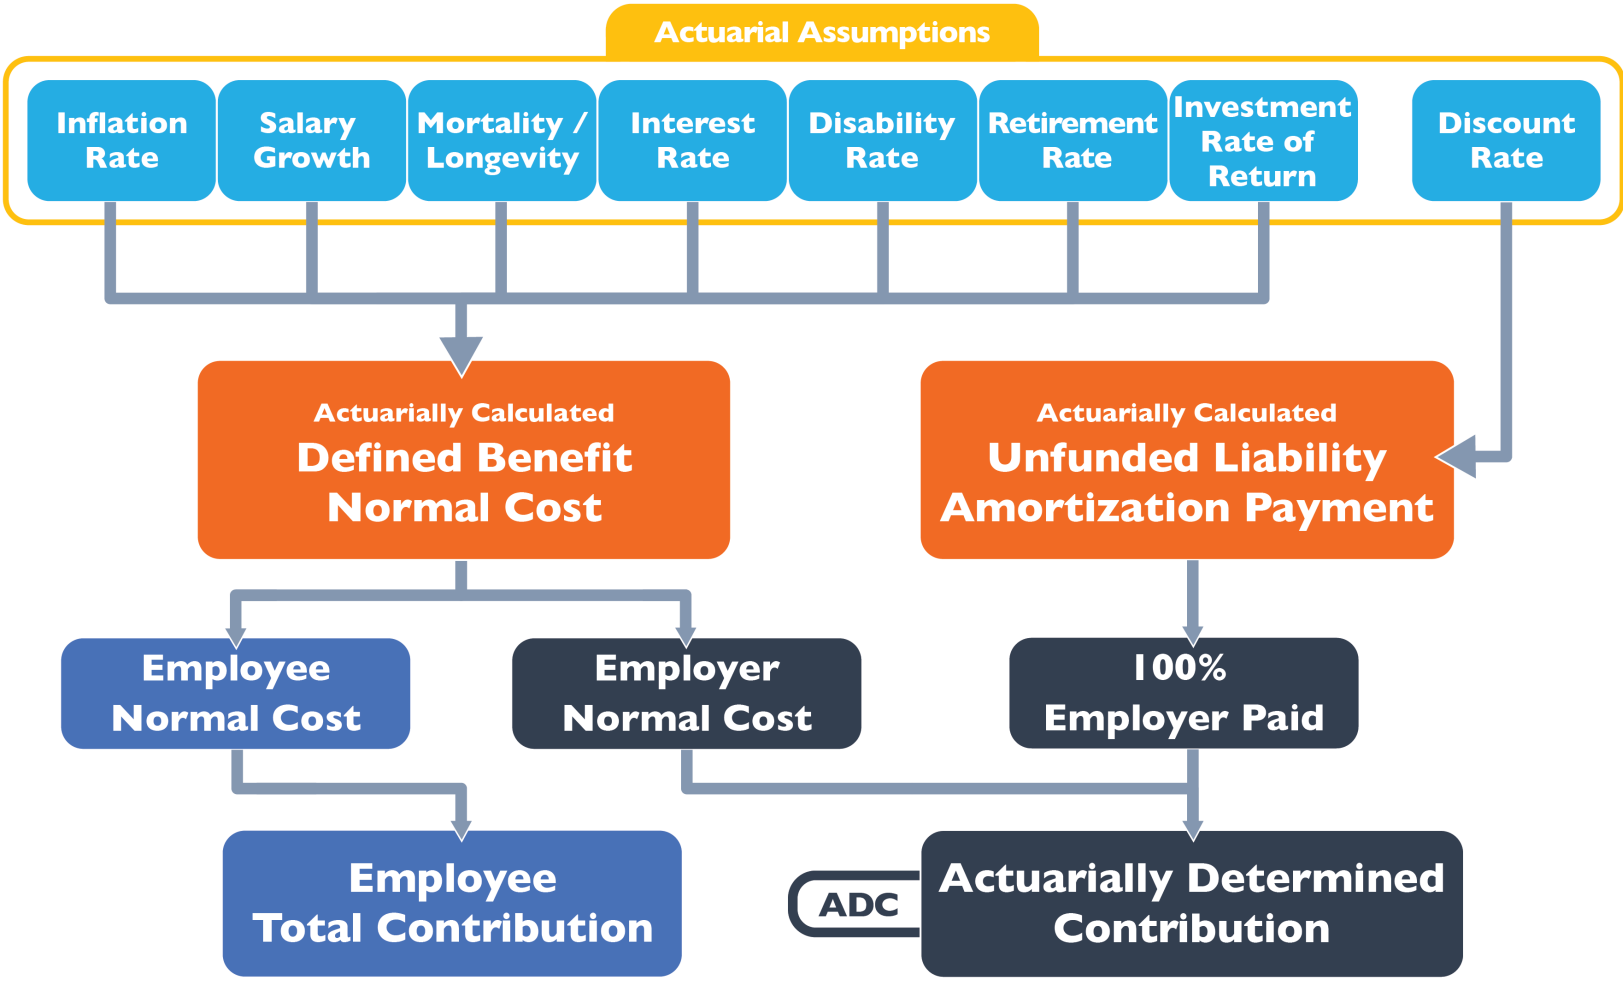 Actuarial Assumptions
Inflation
Rate
Salary
Growth
Mortality /
Longevity
Interest
Rate
Disability
Rate
Retirement
Rate
Investment
Rate of
Return
Discount
Rate
Actuarially Calculated
Defined Benefit
Normal Cost
Actuarially Calculated
Unfunded Liability
Amortization Payment
Employee
Normal Cost
Employer
Normal Cost
100%
Employer Paid
Employee
Total Contribution
ADC
Actuarially Determined
Contribution